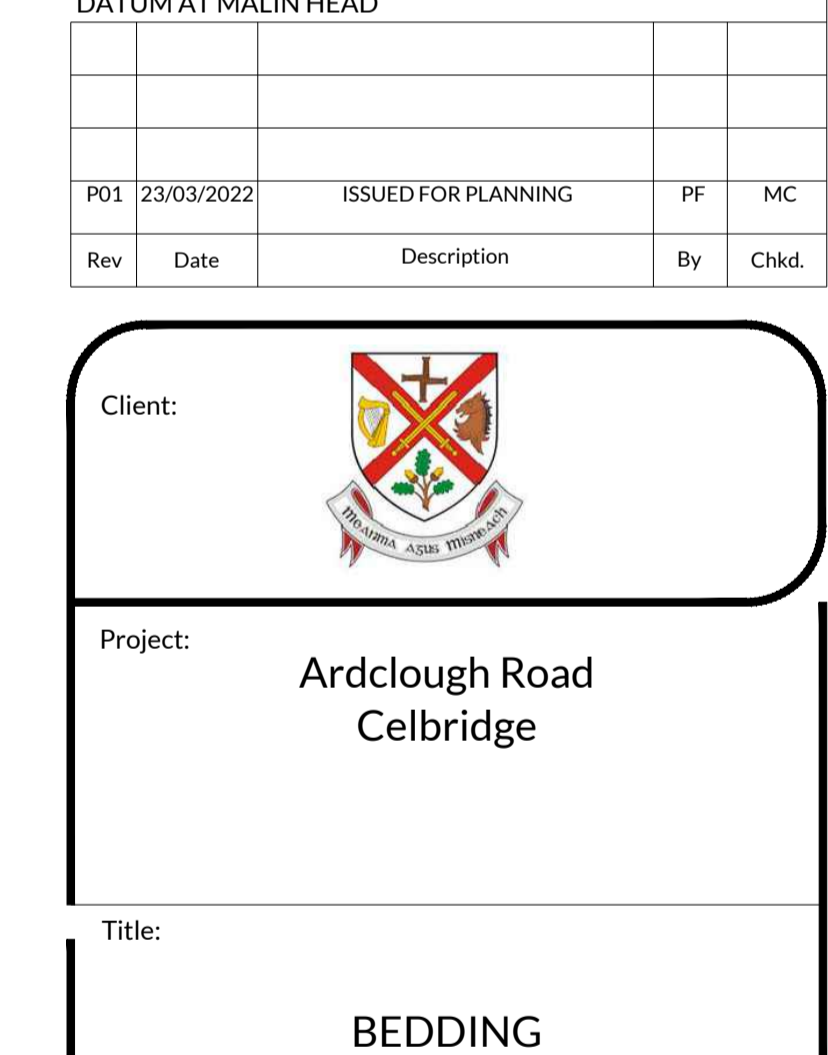 DATUM AT MALIN HEAD
P01 23/03/2022 ISSUED FOR PLANNING PF MC
Rev Date Description By Chkd.
Client:
Meanma agus Misneach
Project:
Ardclough Road
Celbridge
Title:
BEDDING